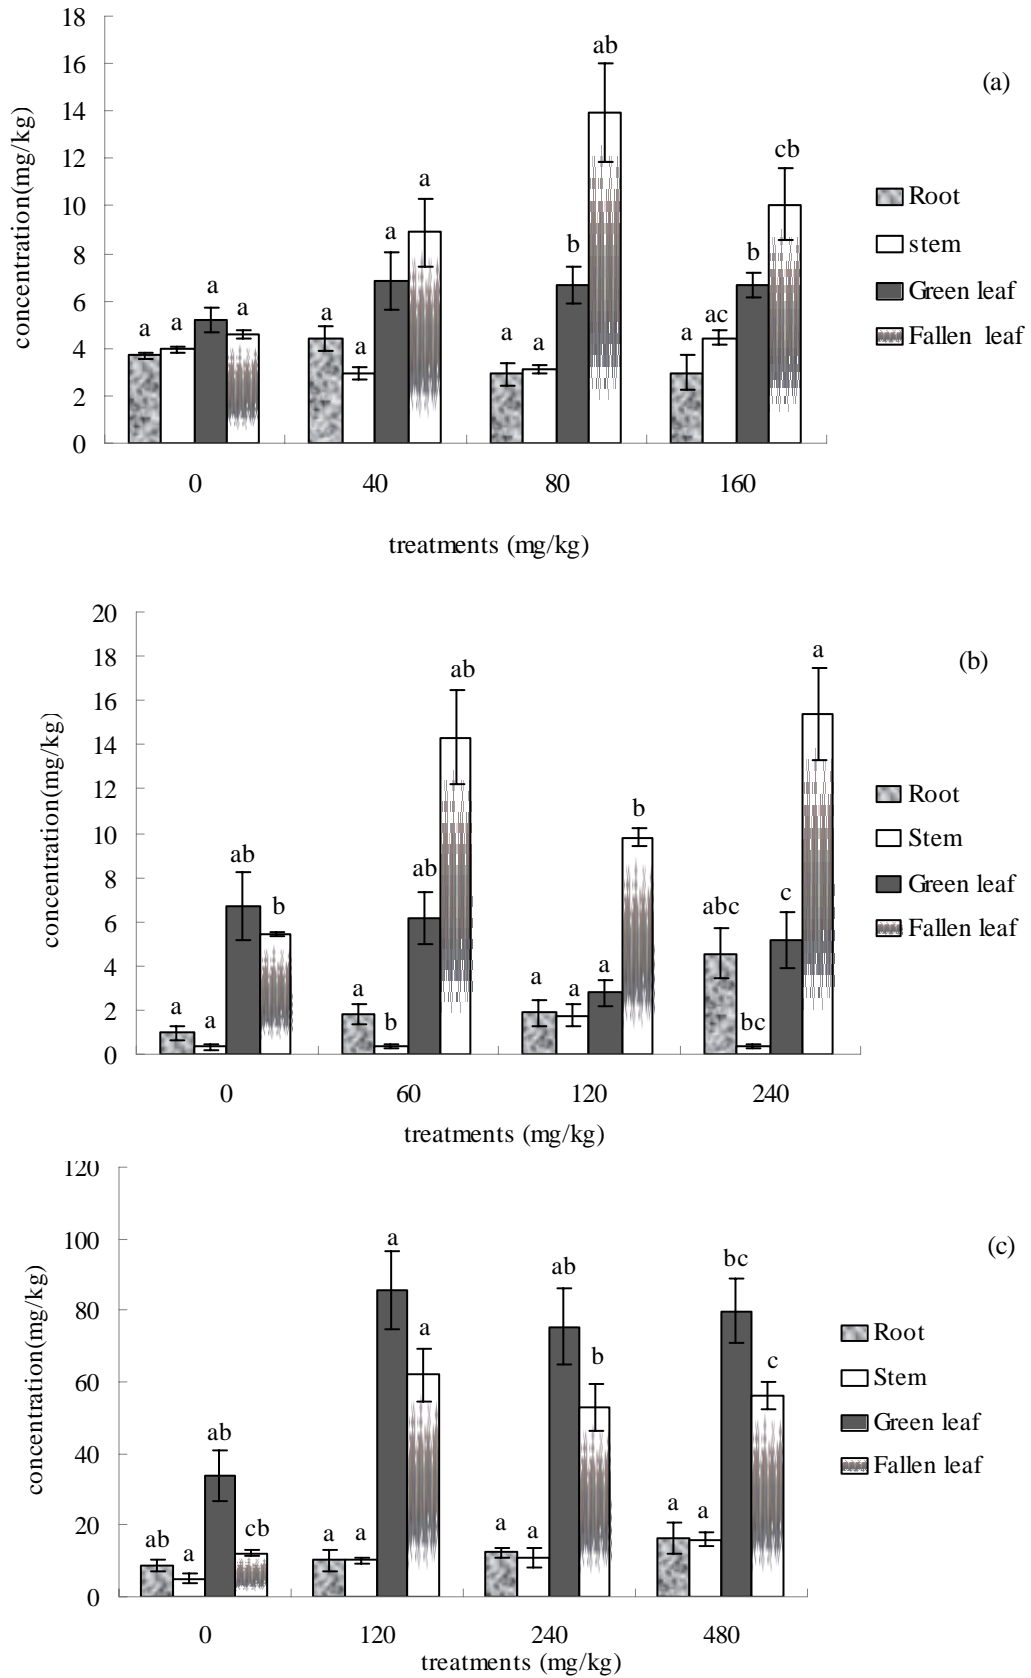 18
16
14
12
10
8
6
4
2
0
concentration(mg/kg)
(a)
a a a a
a a a a
a a b ab
a ac b cb
Root
stem
Green leaf
Fallen leaf
0 40 80 160
treatments (mg/kg)
20
18
16
14
12
10
8
6
4
2
0
concentration(mg/kg)
(b)
a a ab b
a b ab ab
a a a b
abc bc c a
Root
Stem
Green leaf
Fallen leaf
0 60 120 240
treatments (mg/kg)
120
100
80
60
40
20
0
concentration(mg/kg)
(c)
ab a ab cb
a a a a
a a ab b
a a bc c
Root
Stem
Green leaf
Fallen leaf
0 120 240 480
treatments (mg/kg)